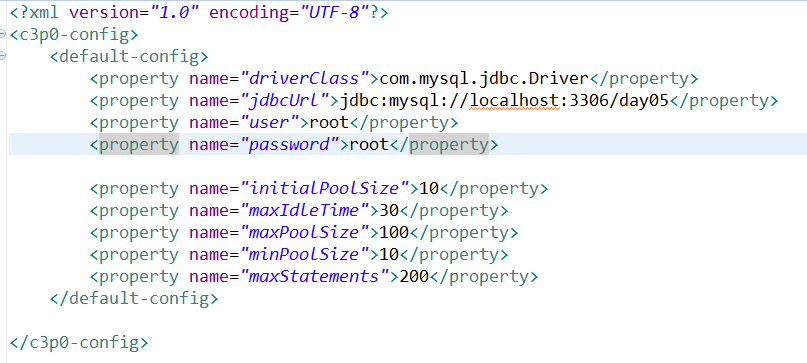 <?xml version="1.0" encoding="UTF-8"?>
<c3p0-config>
<default-config>
<property name="driverClass">com.mysql.jdbc.Driver</property>
<property name="jdbcUrl">jdbc:mysql://localhost:3306/day05</property>
<property name="user">root</property>
<property name="password">root</property>
<property name="initialPoolSize">10</property>
<property name="maxIdleTime">30</property>
<property name="maxPoolSize">100</property>
<property name="minPoolSize">10</property>
<property name="maxStatements">200</property>
</default-config>
</c3p0-config>